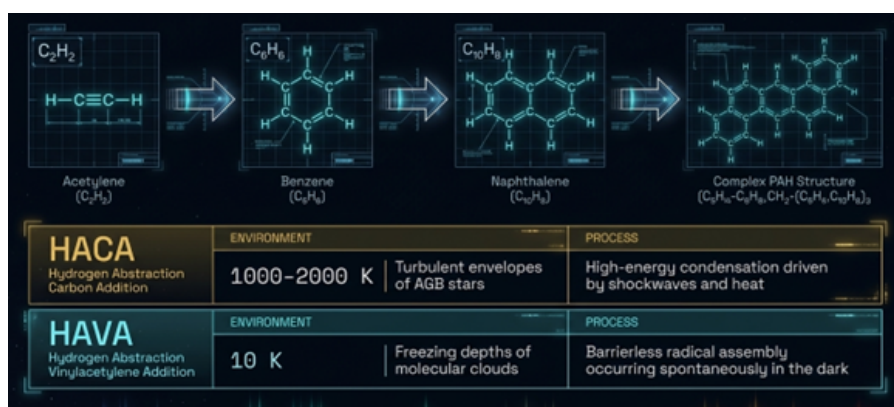 C₂H₂
C₆H₆
C₁₀H₈
H–C≡C–H
Acetylene
(C₂H₂)
Benzene
(C₆H₆)
Naphthalene
(C₁₀H₈)
Complex PAH Structure
HACA
Hydrogen Abstraction
Carbon Addition
ENVIRONMENT
1000–2000 K
Turbulent envelopes
of AGB stars
PROCESS
High-energy condensation driven
by shockwaves and heat
HAVA
Hydrogen Abstraction
Vinylacetylene Addition
ENVIRONMENT
10 K
Freezing depths of
molecular clouds
PROCESS
Barrierless radical assembly
occurring spontaneously in the dark